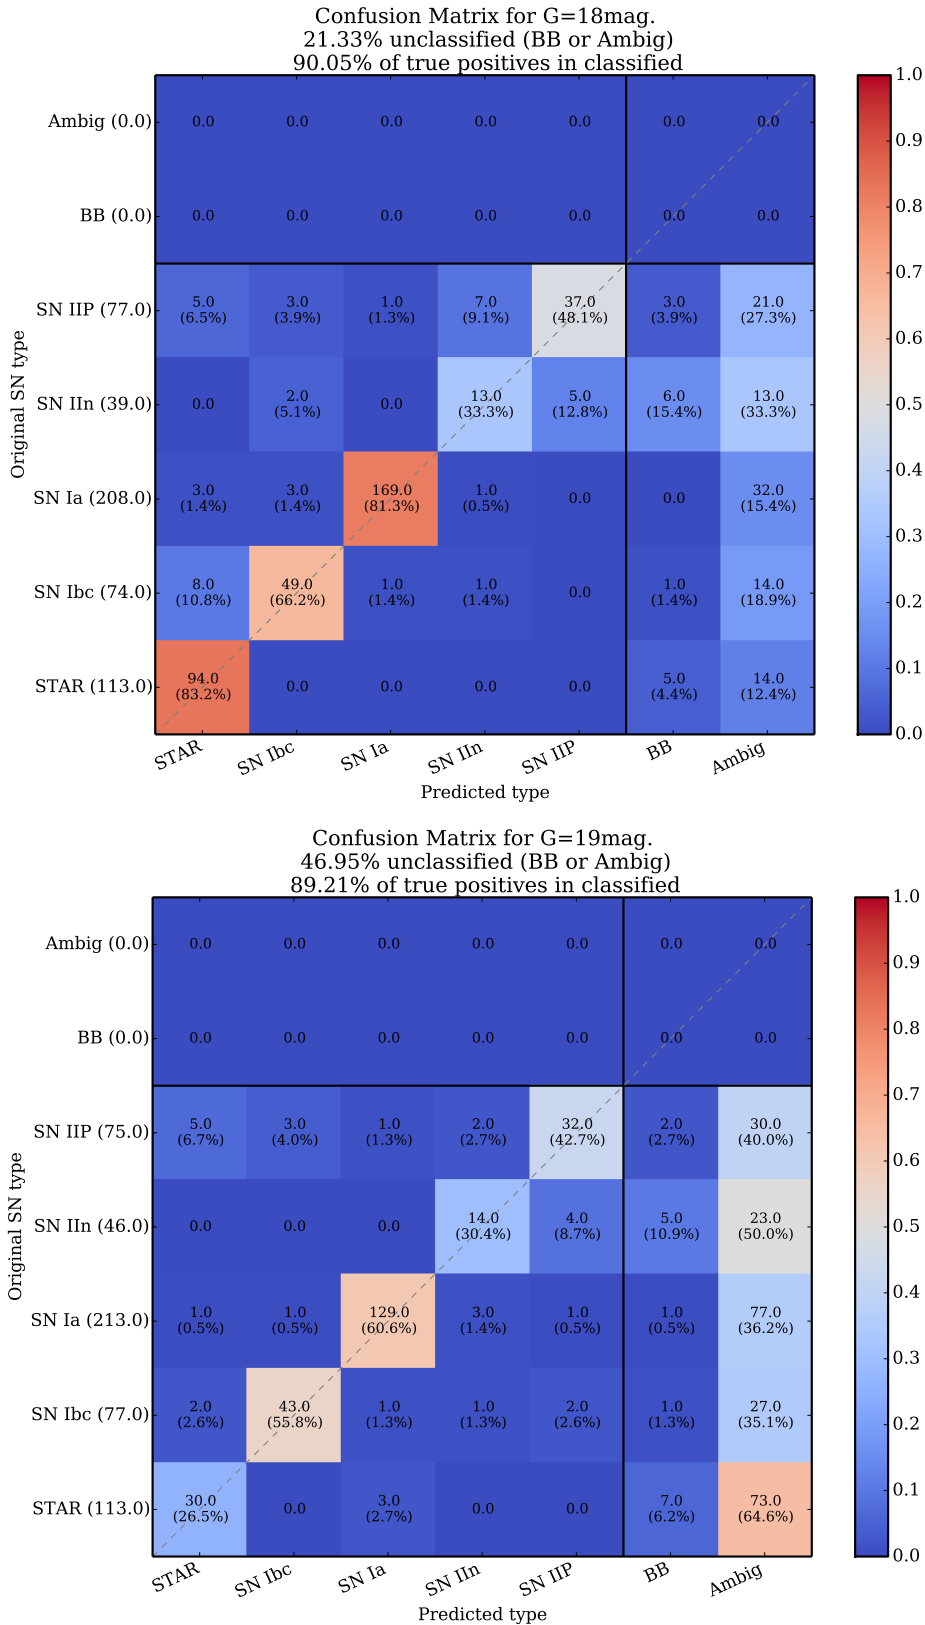 Confusion Matrix for G=18mag.
21.33% unclassified (BB or Ambig)
90.05% of true positives in classified
Original SN type
Ambig (0.0) 0.0 0.0 0.0 0.0 0.0 0.0 0.0
BB (0.0) 0.0 0.0 0.0 0.0 0.0 0.0 0.0
SN IIP (77.0) 5.0 3.0 1.0 7.0 37.0 3.0 21.0
(6.5%) (3.9%) (1.3%) (9.1%) (48.1%) (3.9%) (27.3%)
SN IIn (39.0) 0.0 2.0 0.0 13.0 5.0 6.0 13.0
(5.1%) (33.3%) (12.8%) (15.4%) (33.3%)
SN Ia (208.0) 3.0 3.0 169.0 1.0 0.0 0.0 32.0
(1.4%) (1.4%) (81.3%) (0.5%) (15.4%)
SN Ibc (74.0) 8.0 49.0 1.0 1.0 0.0 1.0 14.0
(10.8%) (66.2%) (1.4%) (1.4%) (1.4%) (18.9%)
STAR (113.0) 94.0 0.0 0.0 0.0 0.0 5.0 14.0
(83.2%) (4.4%) (12.4%)
STAR SN Ibc SN Ia SN IIn SN IIP BB Ambig
Predicted type
1.0
0.9
0.8
0.7
0.6
0.5
0.4
0.3
0.2
0.1
0.0
Confusion Matrix for G=19mag.
46.95% unclassified (BB or Ambig)
89.21% of true positives in classified
Original SN type
Ambig (0.0) 0.0 0.0 0.0 0.0 0.0 0.0 0.0
BB (0.0) 0.0 0.0 0.0 0.0 0.0 0.0 0.0
SN IIP (75.0) 5.0 3.0 1.0 2.0 32.0 2.0 30.0
(6.7%) (4.0%) (1.3%) (2.7%) (42.7%) (2.7%) (40.0%)
SN IIn (46.0) 0.0 0.0 0.0 14.0 4.0 5.0 23.0
(30.4%) (8.7%) (10.9%) (50.0%)
SN Ia (213.0) 1.0 1.0 129.0 3.0 1.0 1.0 77.0
(0.5%) (0.5%) (60.6%) (1.4%) (0.5%) (0.5%) (36.2%)
SN Ibc (77.0) 2.0 43.0 1.0 1.0 2.0 1.0 27.0
(2.6%) (55.8%) (1.3%) (1.3%) (2.6%) (1.3%) (35.1%)
STAR (113.0) 30.0 0.0 3.0 0.0 0.0 7.0 73.0
(26.5%) (2.7%) (6.2%) (64.6%)
STAR SN Ibc SN Ia SN IIn SN IIP BB Ambig
Predicted type
1.0
0.9
0.8
0.7
0.6
0.5
0.4
0.3
0.2
0.1
0.0